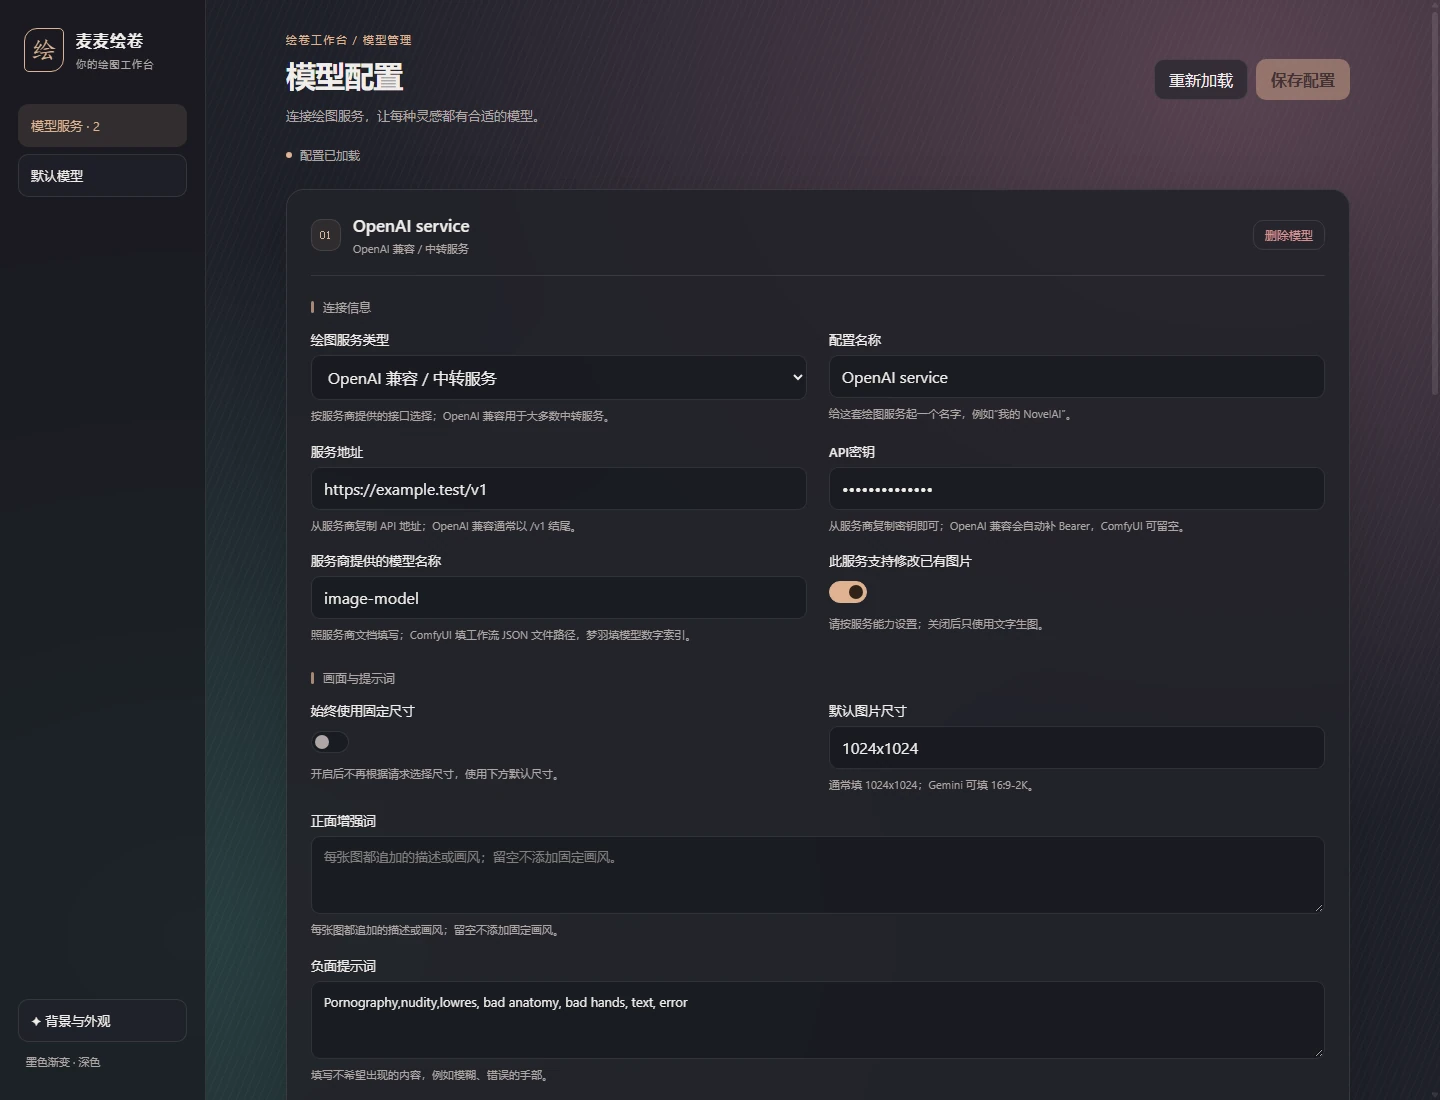 绘
麦麦绘卷
你的绘图工作台
模型服务 · 2
默认模型
✦ 背景与外观
墨色渐变 · 深色
绘卷工作台 / 模型管理
模型配置
连接绘图服务，让每种灵感都有合适的模型。
重新加载
保存配置
配置已加载
01
OpenAI service
OpenAI 兼容 / 中转服务
删除模型
连接信息
绘图服务类型
OpenAI 兼容 / 中转服务
按服务商提供的接口选择；OpenAI 兼容用于大多数中转服务。
配置名称
OpenAI service
给这套绘图服务起一个名字，例如“我的 NovelAI”。
服务地址
https://example.test/v1
从服务商复制 API 地址；OpenAI 兼容通常以 /v1 结尾。
API密钥
••••••••••••••
从服务商复制密钥即可；OpenAI 兼容会自动补 Bearer，ComfyUI 可留空。
服务商提供的模型名称
image-model
照服务商文档填写；ComfyUI 填工作流 JSON 文件路径，梦羽填模型数字索引。
此服务支持修改已有图片
请按服务能力设置；关闭后只使用文字生图。
画面与提示词
始终使用固定尺寸
开启后不再根据请求选择尺寸，使用下方默认尺寸。
默认图片尺寸
1024x1024
通常填 1024x1024；Gemini 可填 16:9-2K。
正面增强词
每张图都追加的描述或画风；留空不添加固定画风。
每张图都追加的描述或画风；留空不添加固定画风。
负面提示词
Pornography,nudity,lowres, bad anatomy, bad hands, text, error
填写不希望出现的内容，例如模糊、错误的手部。